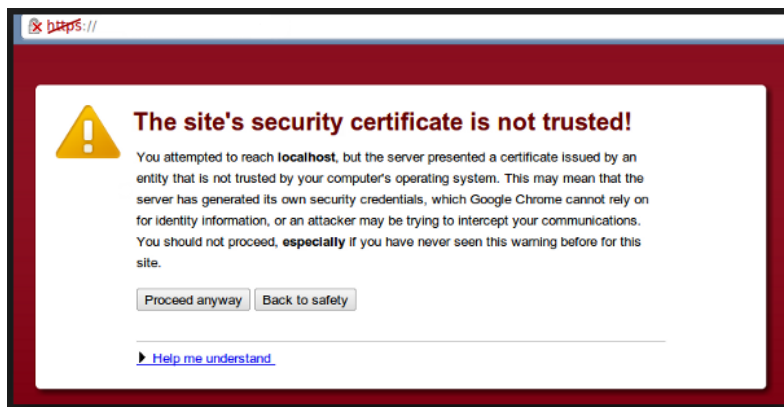 https://
The site's security certificate is not trusted!
You attempted to reach localhost, but the server presented a certificate issued by an
entity that is not trusted by your computer's operating system. This may mean that the
server has generated its own security credentials, which Google Chrome cannot rely on
for identity information, or an attacker may be trying to intercept your communications.
You should not proceed, especially if you have never seen this warning before for this
site.
Proceed anyway Back to safety
Help me understand